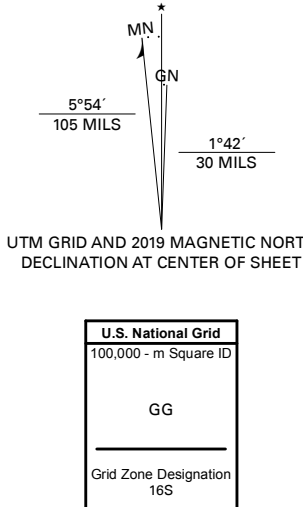 ★
MN
GN
5°54´
105 MILS
1°42´
30 MILS
UTM GRID AND 2019 MAGNETIC NORT
DECLINATION AT CENTER OF SHEET
U.S. National Grid
100,000 - m Square ID
GG
Grid Zone Designation
16S